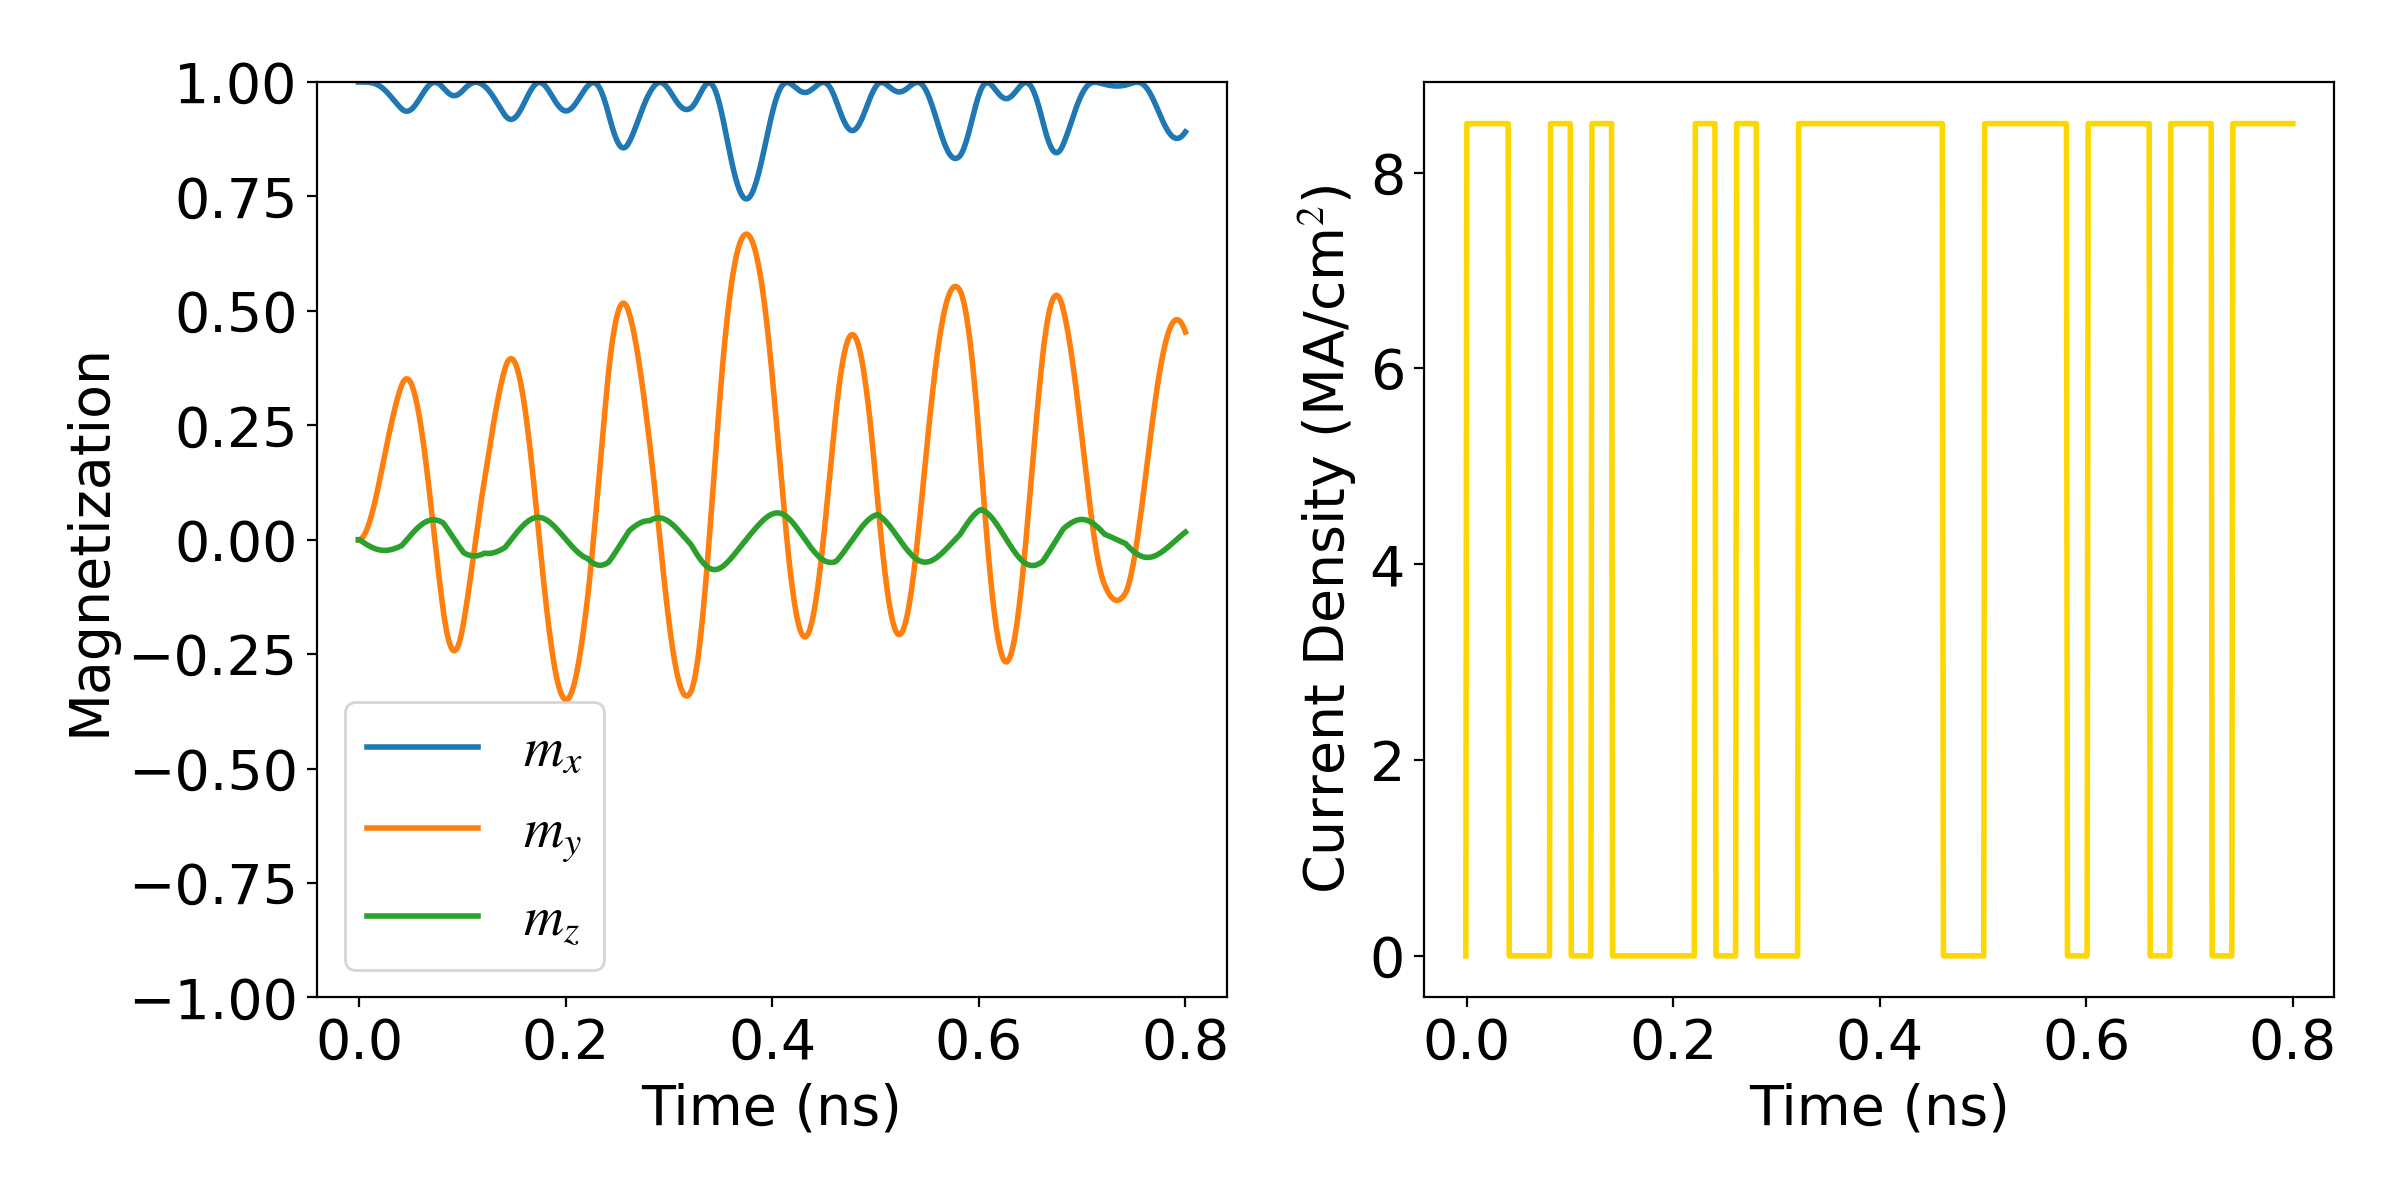 1.00
0.75
0.50
0.25
0.00
−0.25
−0.50
−0.75
−1.00
Magnetization
m_x
m_y
m_z
0.0 0.2 0.4 0.6 0.8
Time (ns)
8
6
4
2
0
Current Density (MA/cm²)
0.0 0.2 0.4 0.6 0.8
Time (ns)